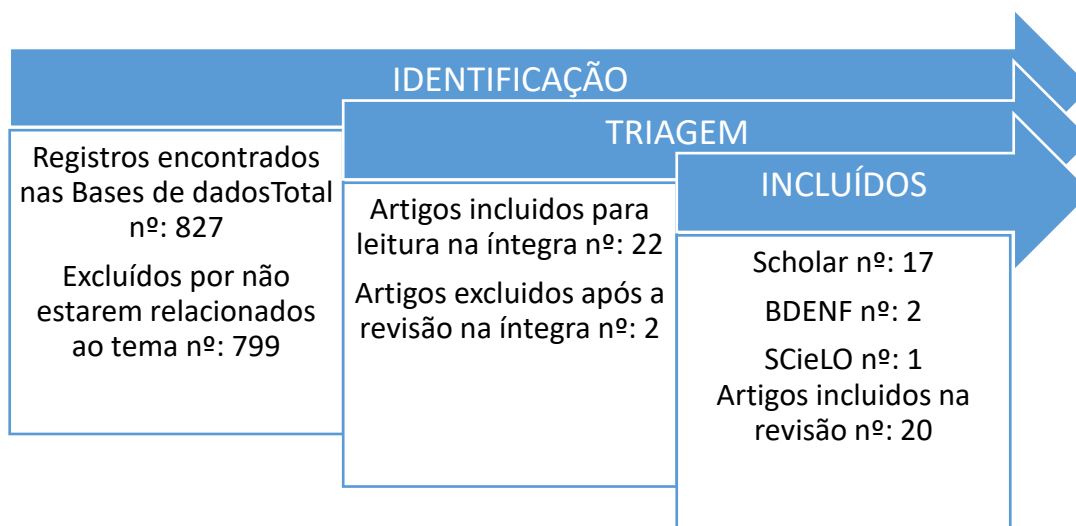 IDENTIFICAÇÃO
Registros encontrados
nas Bases de dadosTotal
nº: 827
Excluídos por não
estarem relacionados
ao tema nº: 799
TRIAGEM
Artigos incluidos para
leitura na íntegra nº: 22
Artigos excluidos após a
revisão na íntegra nº: 2
INCLUÍDOS
Scholar nº: 17
BDENF nº: 2
SCieLO nº: 1
Artigos incluidos na
revisão nº: 20